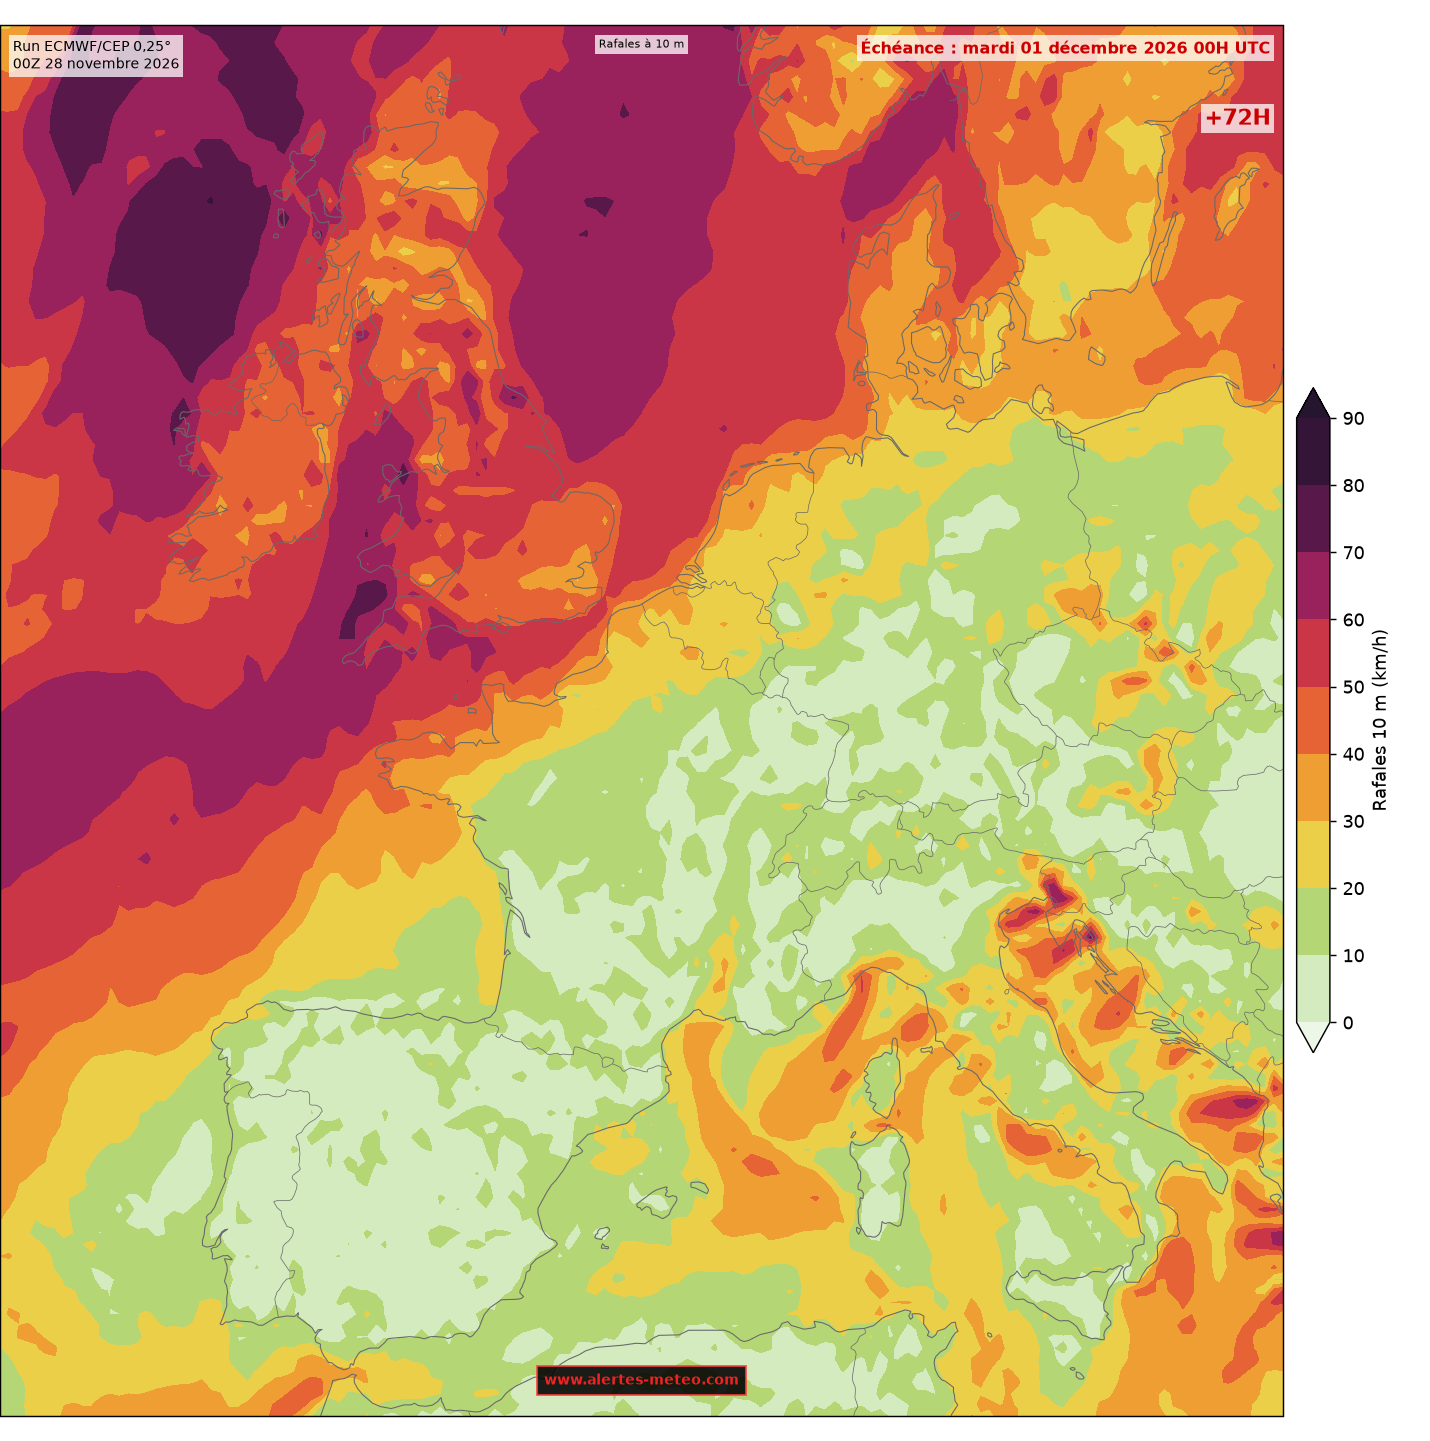 Run ECMWF/CEP 0,25°
00Z 28 novembre 2026
Rafales à 10 m
Échéance : mardi 01 décembre 2026 00H UTC
+72H
90
80
70
60
50
40
30
20
10
0
Rafales 10 m (km/h)
www.alertes-meteo.com